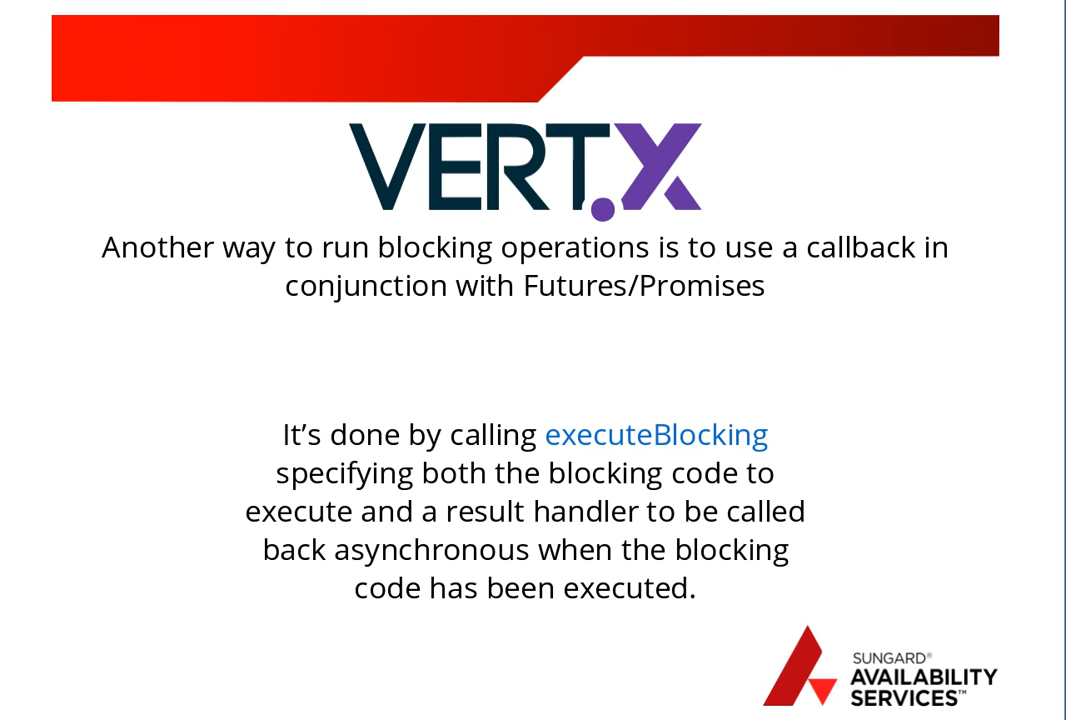 VERT.X
Another way to run blocking operations is to use a callback in
conjunction with Futures/Promises
It’s done by calling executeBlocking
specifying both the blocking code to
execute and a result handler to be called
back asynchronous when the blocking
code has been executed.
SUNGARD®
AVAILABILITY
SERVICES™